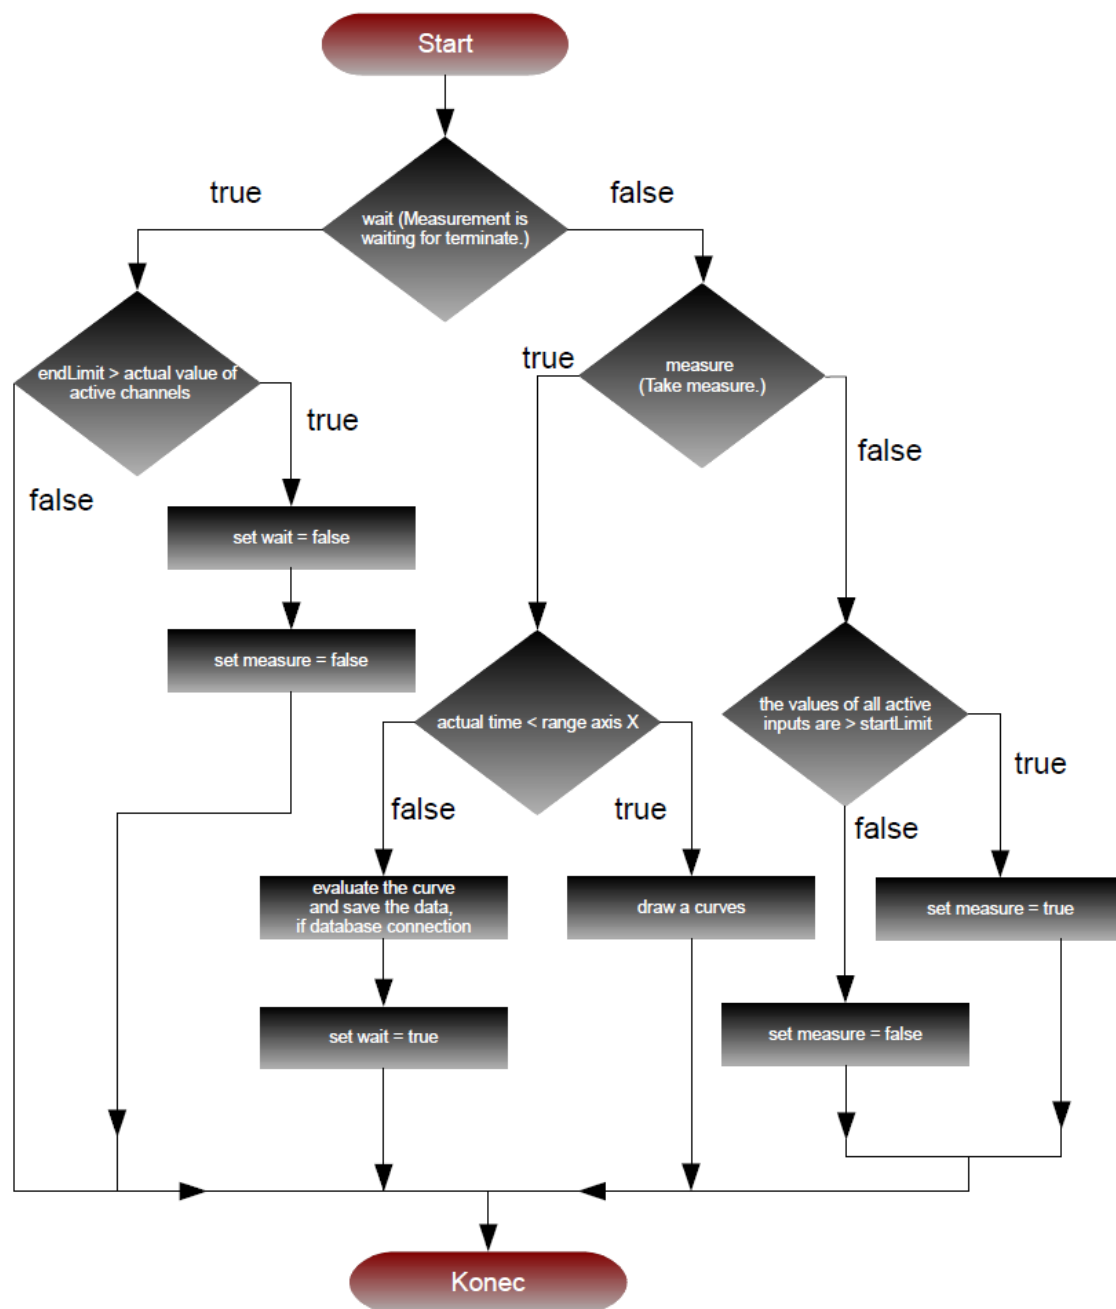 Start
true
false
wait (Measurement is
waiting for terminate.)
endLimit > actual value of
active channels
true
measure
(Take measure.)
true
false
false
set wait = false
set measure = false
actual time < range axis X
the values of all active
inputs are > startLimit
true
false
true
false
evaluate the curve
and save the data,
if database connection
draw a curves
set measure = true
set wait = true
set measure = false
Konec